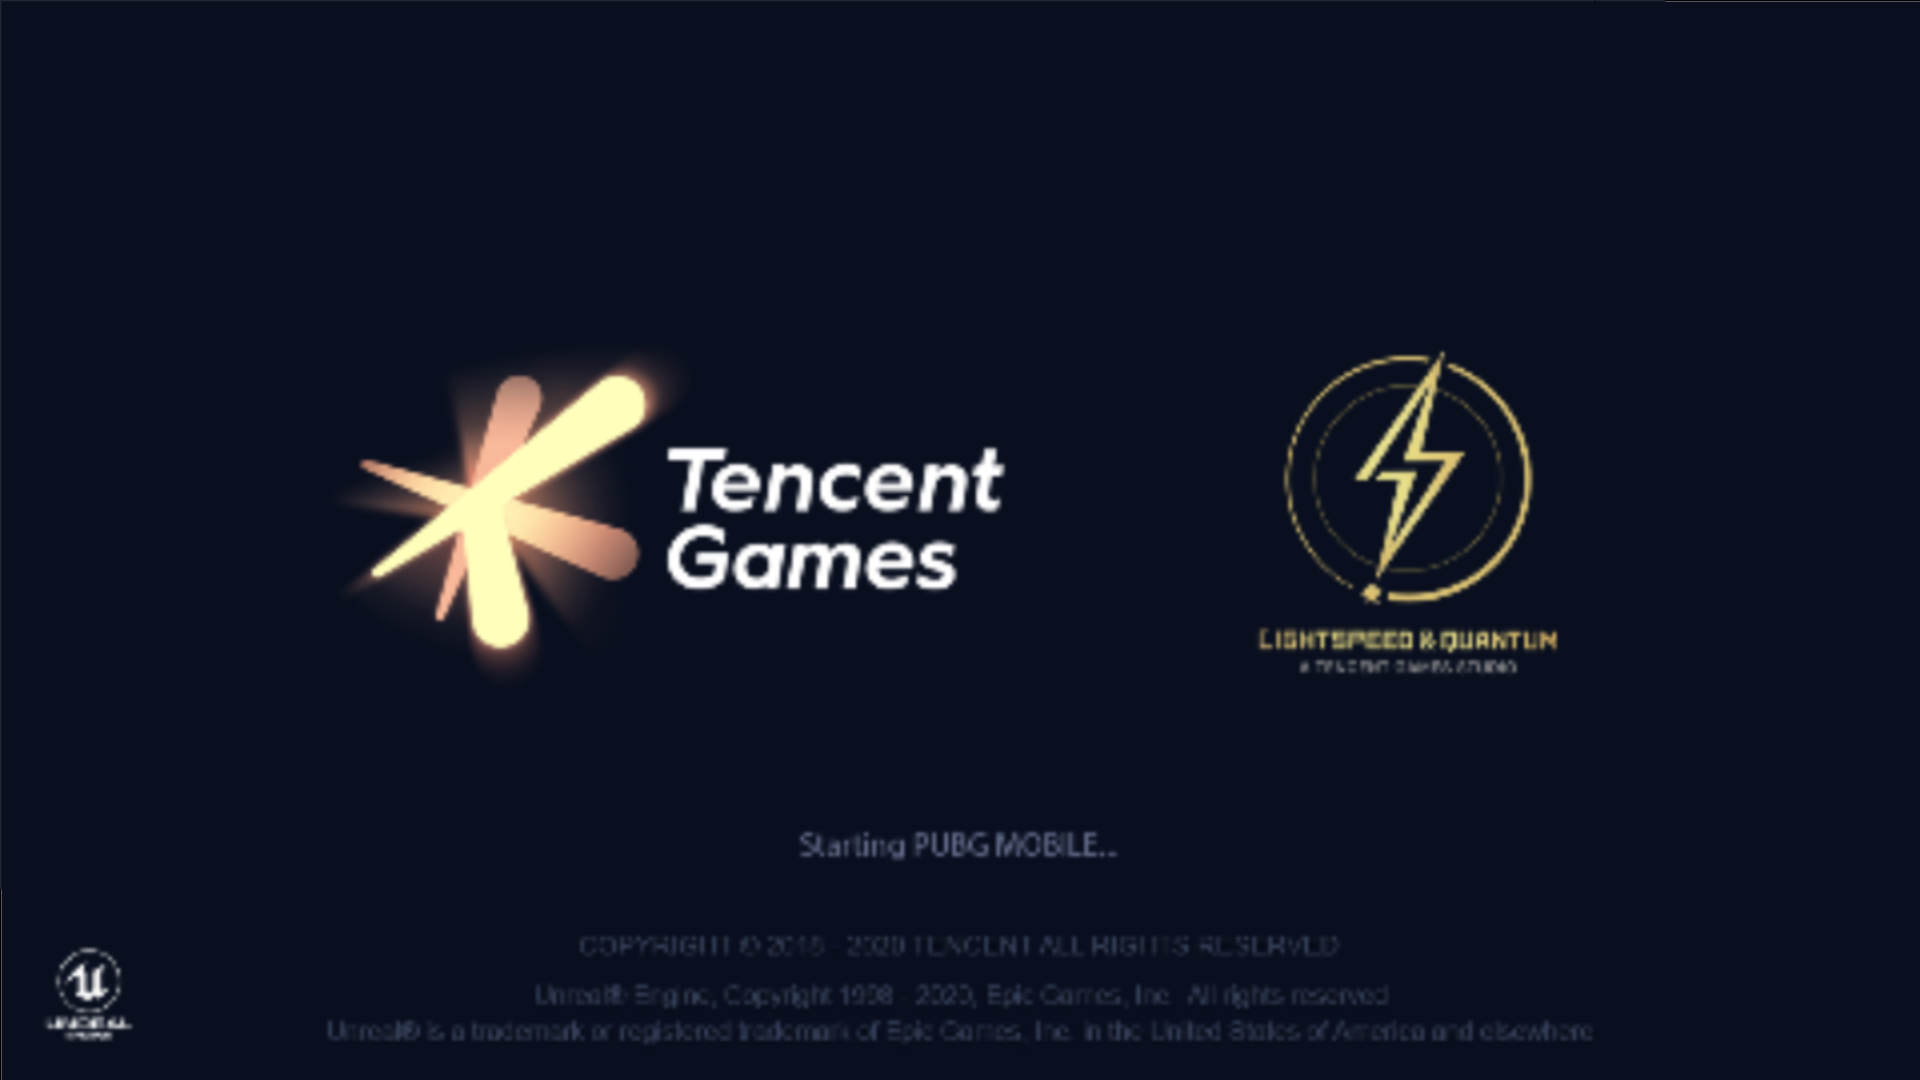 Tencent
Games
LIGHTSPEED & QUANTUM
A TENCENT GAMES STUDIO
Starting PUBG MOBILE...
COPYRIGHT © 2018 - 2020 TENCENT ALL RIGHTS RESERVED
Unreal® Engine, Copyright 1998 - 2020, Epic Games, Inc. All rights reserved
Unreal® is a trademark or registered trademark of Epic Games, Inc. in the United States of America and elsewhere
UNREAL
ENGINE